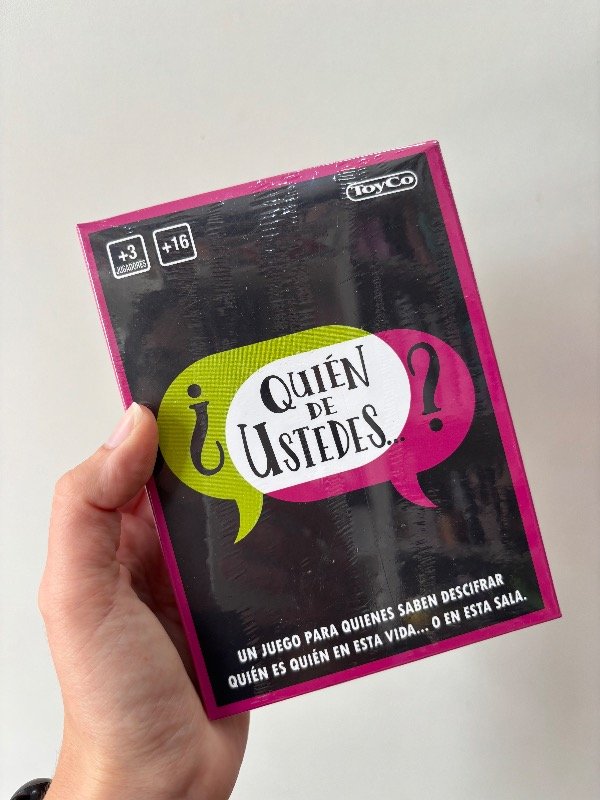 ToyCo
+3
JUGADORES
+16
¿
QUIÉN
DE
USTEDES...
?
UN JUEGO PARA QUIENES SABEN DESCIFRAR
QUIÉN ES QUIÉN EN ESTA VIDA... O EN ESTA SALA.